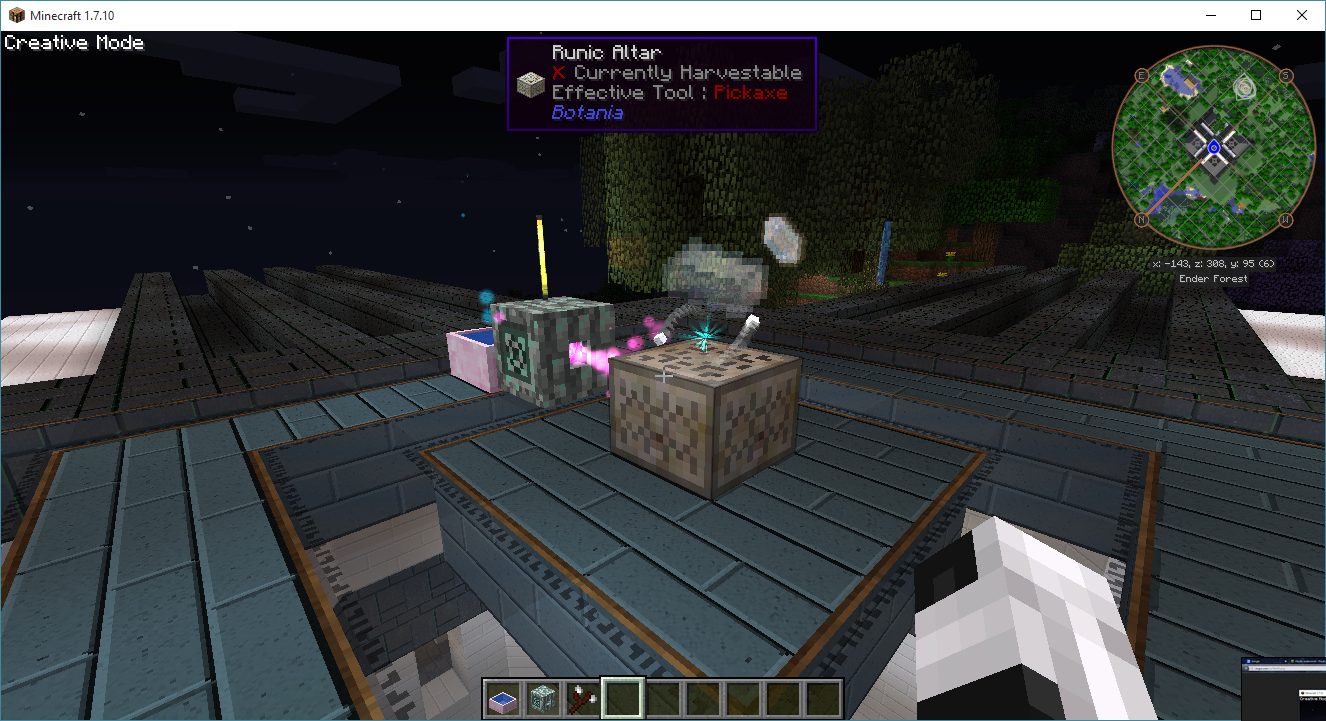 Minecraft 1.7.10
Creative Mode
Runic Altar
X Currently Harvestable
Effective Tool : Pickaxe
Botania
E
S
N
W
x: -143, z: 308, y: 95 (6)
Ender Forest